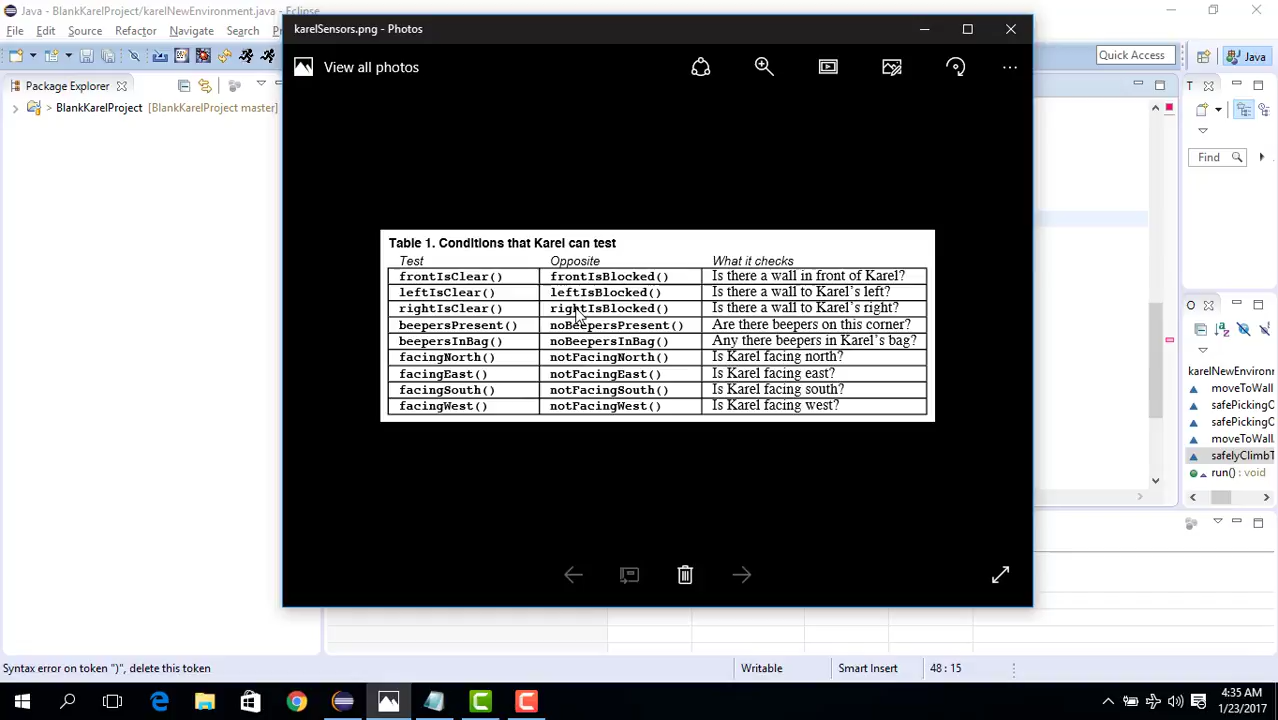 Java - BlankKarelProject/karelNewEnvironment.java - Eclipse
File Edit Source Refactor Navigate Search
Quick Access
Java
Package Explorer
BlankKarelProject [BlankKarelProject master]
karelSensors.png - Photos
View all photos
Table 1. Conditions that Karel can test
Test Opposite What it checks
frontIsClear() frontIsBlocked() Is there a wall in front of Karel?
leftIsClear() leftIsBlocked() Is there a wall to Karel's left?
rightIsClear() rightIsBlocked() Is there a wall to Karel's right?
beepersPresent() noBeepersPresent() Are there beepers on this corner?
beepersInBag() noBeepersInBag() Any there beepers in Karel's bag?
facingNorth() notFacingNorth() Is Karel facing north?
facingEast() notFacingEast() Is Karel facing east?
facingSouth() notFacingSouth() Is Karel facing south?
facingWest() notFacingWest() Is Karel facing west?
T
Find
O
karelNewEnvironr
moveToWall
safePickingC
safePickingC
moveToWall
safelyClimbT
run() : void
Syntax error on token ")", delete this token
Writable
Smart Insert
48 : 15
4:35 AM
1/23/2017